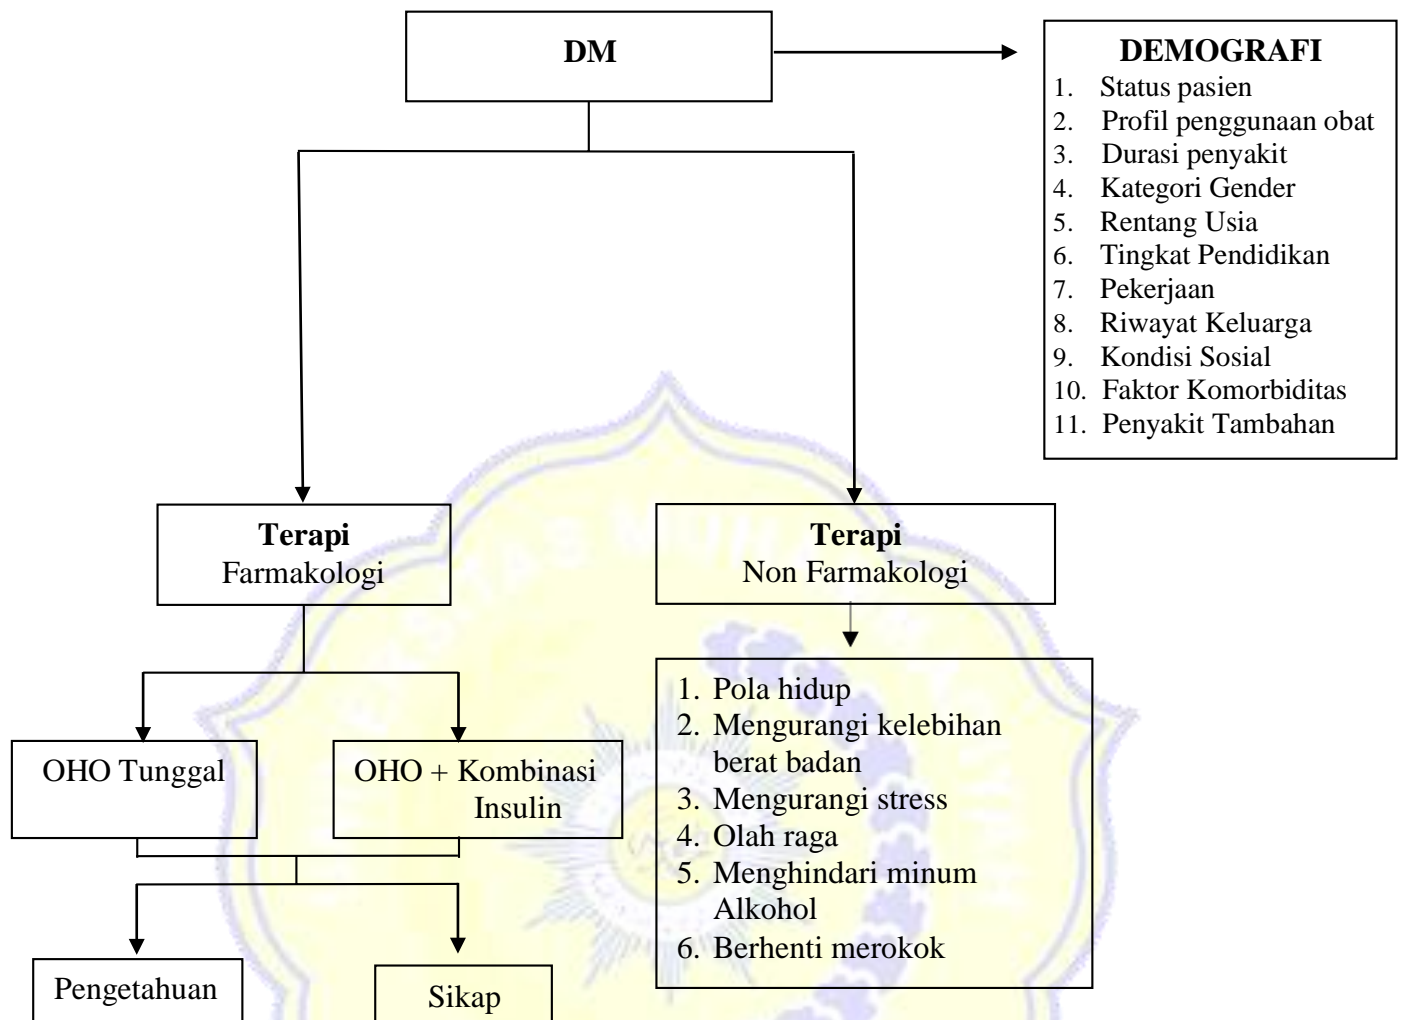 DM
DEMOGRAFI
1. Status pasien
2. Profil penggunaan obat
3. Durasi penyakit
4. Kategori Gender
5. Rentang Usia
6. Tingkat Pendidikan
7. Pekerjaan
8. Riwayat Keluarga
9. Kondisi Sosial
10. Faktor Komorbiditas
11. Penyakit Tambahan
Terapi
Farmakologi
Terapi
Non Farmakologi
OHO Tunggal
OHO + Kombinasi
Insulin
1. Pola hidup
2. Mengurangi kelebihan
berat badan
3. Mengurangi stress
4. Olah raga
5. Menghindari minum
Alkohol
6. Berhenti merokok
Pengetahuan
Sikap